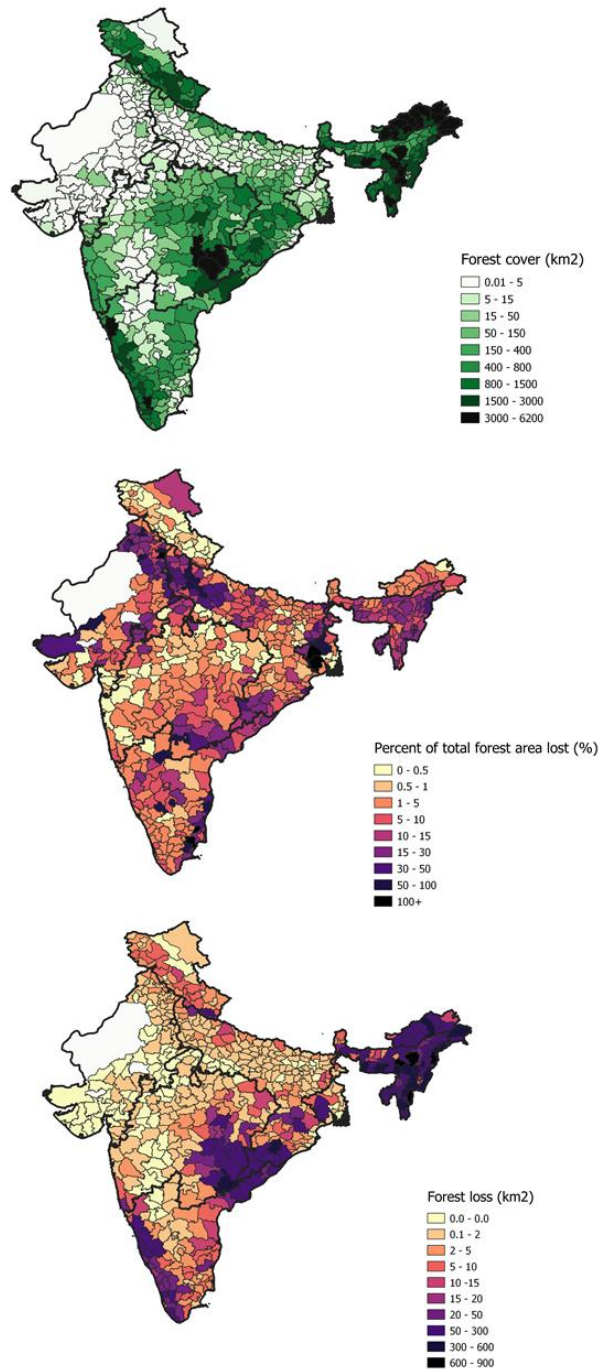 Forest cover (km2)
0.01 - 5
5 - 15
15 - 50
50 - 150
150 - 400
400 - 800
800 - 1500
1500 - 3000
3000 - 6200
Percent of total forest area lost (%)
0 - 0.5
0.5 - 1
1 - 5
5 - 10
10 - 15
15 - 30
30 - 50
50 - 100
100+
Forest loss (km2)
0.0 - 0.0
0.1 - 2
2 - 5
5 - 10
10 -15
15 - 20
20 - 50
50 - 300
300 - 600
600 - 900